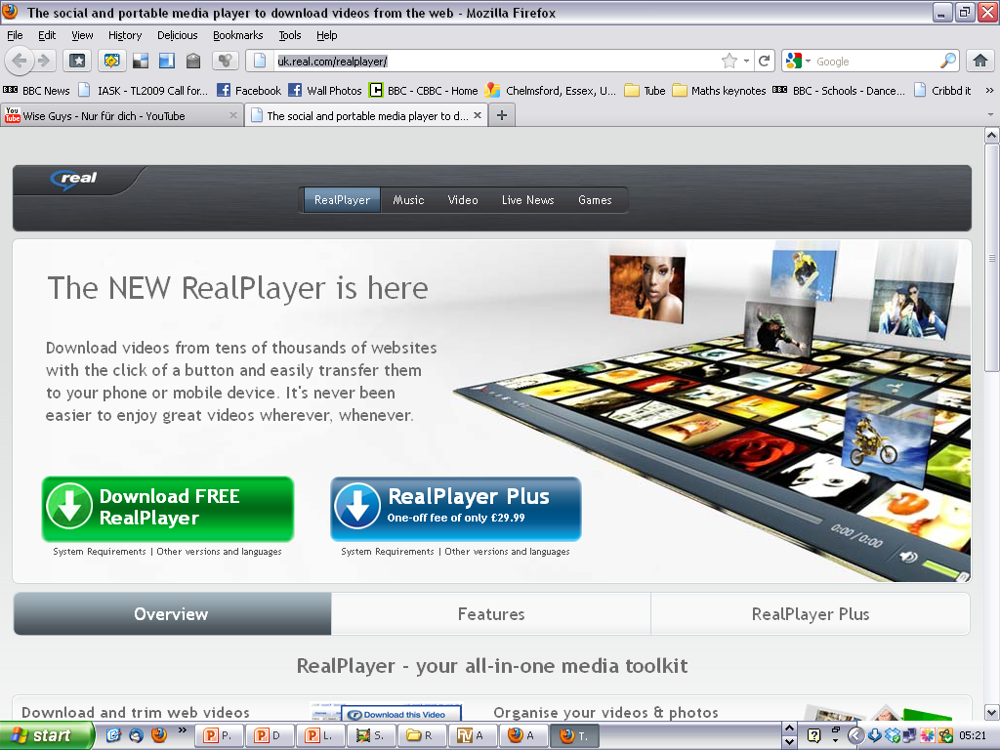 The social and portable media player to download videos from the web - Mozilla Firefox
File Edit View History Delicious Bookmarks Tools Help
uk.real.com/realplayer/
Google
BBC News IASK - TL2009 Call for... Facebook Wall Photos BBC - CBBC - Home Chelmsford, Essex, U... Tube Maths keynotes BBC - Schools - Dance... Cribbd it »
Wise Guys - Nur für dich - YouTube
The social and portable media player to d...
real
RealPlayer Music Video Live News Games
The NEW RealPlayer is here
Download videos from tens of thousands of websites
with the click of a button and easily transfer them
to your phone or mobile device. It's never been
easier to enjoy great videos wherever, whenever.
Download FREE
RealPlayer
RealPlayer Plus
One-off fee of only £29.99
System Requirements | Other versions and languages
System Requirements | Other versions and languages
0:00 / 0:00
Overview Features RealPlayer Plus
RealPlayer - your all-in-one media toolkit
Download and trim web videos
Download this Video
Organise your videos & photos
start
P. D L. S. R A A T.
05:21